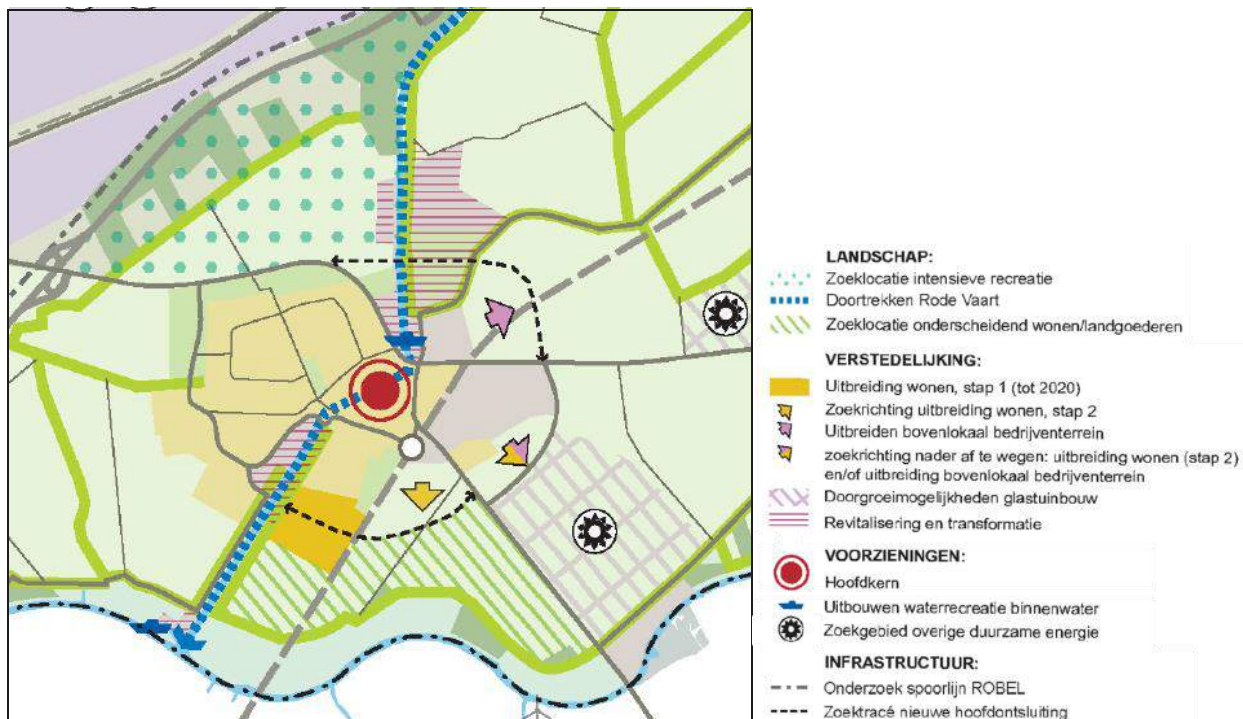 LANDSCHAP:
Zoeklocatie intensieve recreatie
Doortrekken Rode Vaart
Zoeklocatie onderscheidend wonen/landgoederen
VERSTEDELIJKING:
Uitbreiding wonen, stap 1 (tot 2020)
Zoekrichting uitbreiding wonen, stap 2
Uitbreiden bovenlokaal bedrijventerrein
zoekrichting nader af te wegen: uitbreiding wonen (stap 2)
en/of uitbreiding bovenlokaal bedrijventerrein
Doorgroeimogelijkheden glastuinbouw
Revitalisering en transformatie
VOORZIENINGEN:
Hoofdkern
Uitbouwen waterrecreatie binnenwater
Zoekgebied overige duurzame energie
INFRASTRUCTUUR:
Onderzoek spoorlijn ROBEL
Zoektracé nieuwe hoofdontsluiting